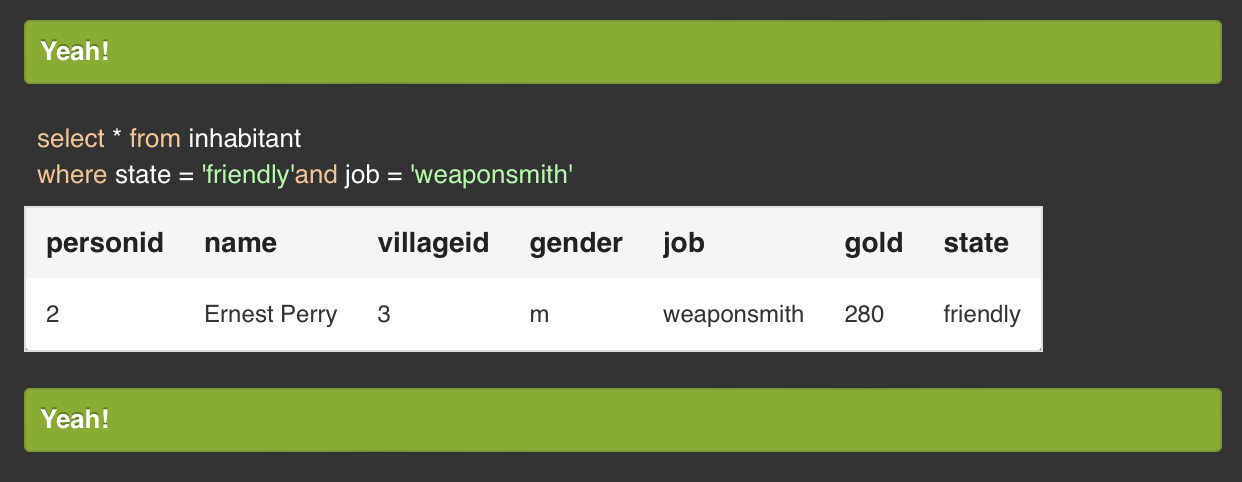 Yeah!
select * from inhabitant
where state = 'friendly'and job = 'weaponsmith'
personid name villageid gender job gold state
2 Ernest Perry 3 m weaponsmith 280 friendly
Yeah!